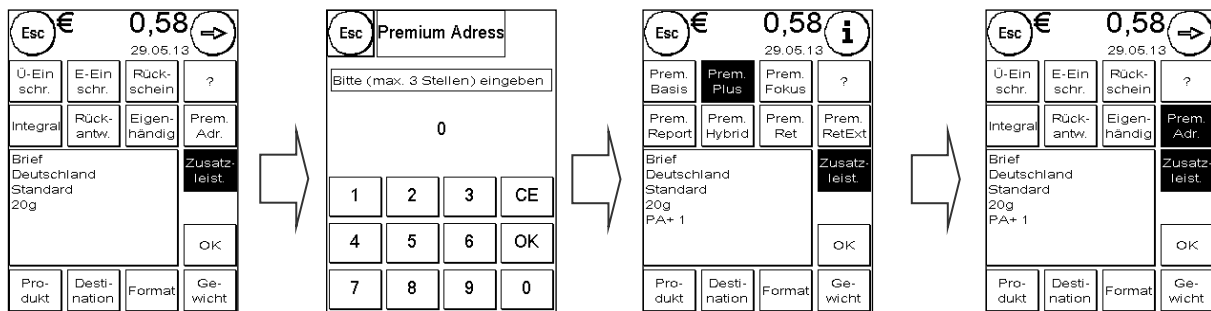 Esc € 0,58
29.05.13
Ü-Ein
schr.
E-Ein
schr.
Rück-
schein
?
Integral
Rück-
antw.
Eigen-
händig
Prem.
Adr.
Brief
Deutschland
Standard
20g
Zusatz-
leist.
OK
Pro-
dukt
Desti-
nation
Format
Ge-
wicht
Esc Premium Adress
Bitte (max. 3 Stellen) eingeben
0
1 2 3 CE
4 5 6 OK
7 8 9 0
Esc € 0,58 i
29.05.13
Prem.
Basis
Prem.
Plus
Prem.
Fokus
?
Prem.
Report
Prem.
Hybrid
Prem.
Ret
Prem.
RetExt
Brief
Deutschland
Standard
20g
PA+ 1
Zusatz-
leist.
OK
Pro-
dukt
Desti-
nation
Format
Ge-
wicht
Esc € 0,58
29.05.13
Ü-Ein
schr.
E-Ein
schr.
Rück-
schein
?
Integral
Rück-
antw.
Eigen-
händig
Prem.
Adr.
Brief
Deutschland
Standard
20g
PA+ 1
Zusatz-
leist.
OK
Pro-
dukt
Desti-
nation
Format
Ge-
wicht